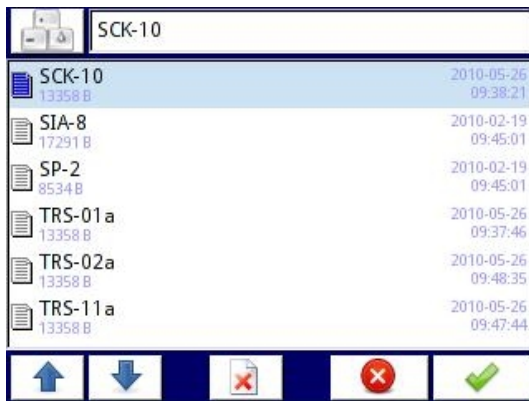 SCK-10
SCK-10
2010-05-26
13358 B
09:38:21
SIA-8
2010-02-19
17291 B
09:45:01
SP-2
2010-02-19
8534 B
09:45:01
TRS-01a
2010-05-26
13358 B
09:37:46
TRS-02a
2010-05-26
13358 B
09:48:35
TRS-11a
2010-05-26
13358 B
09:47:44